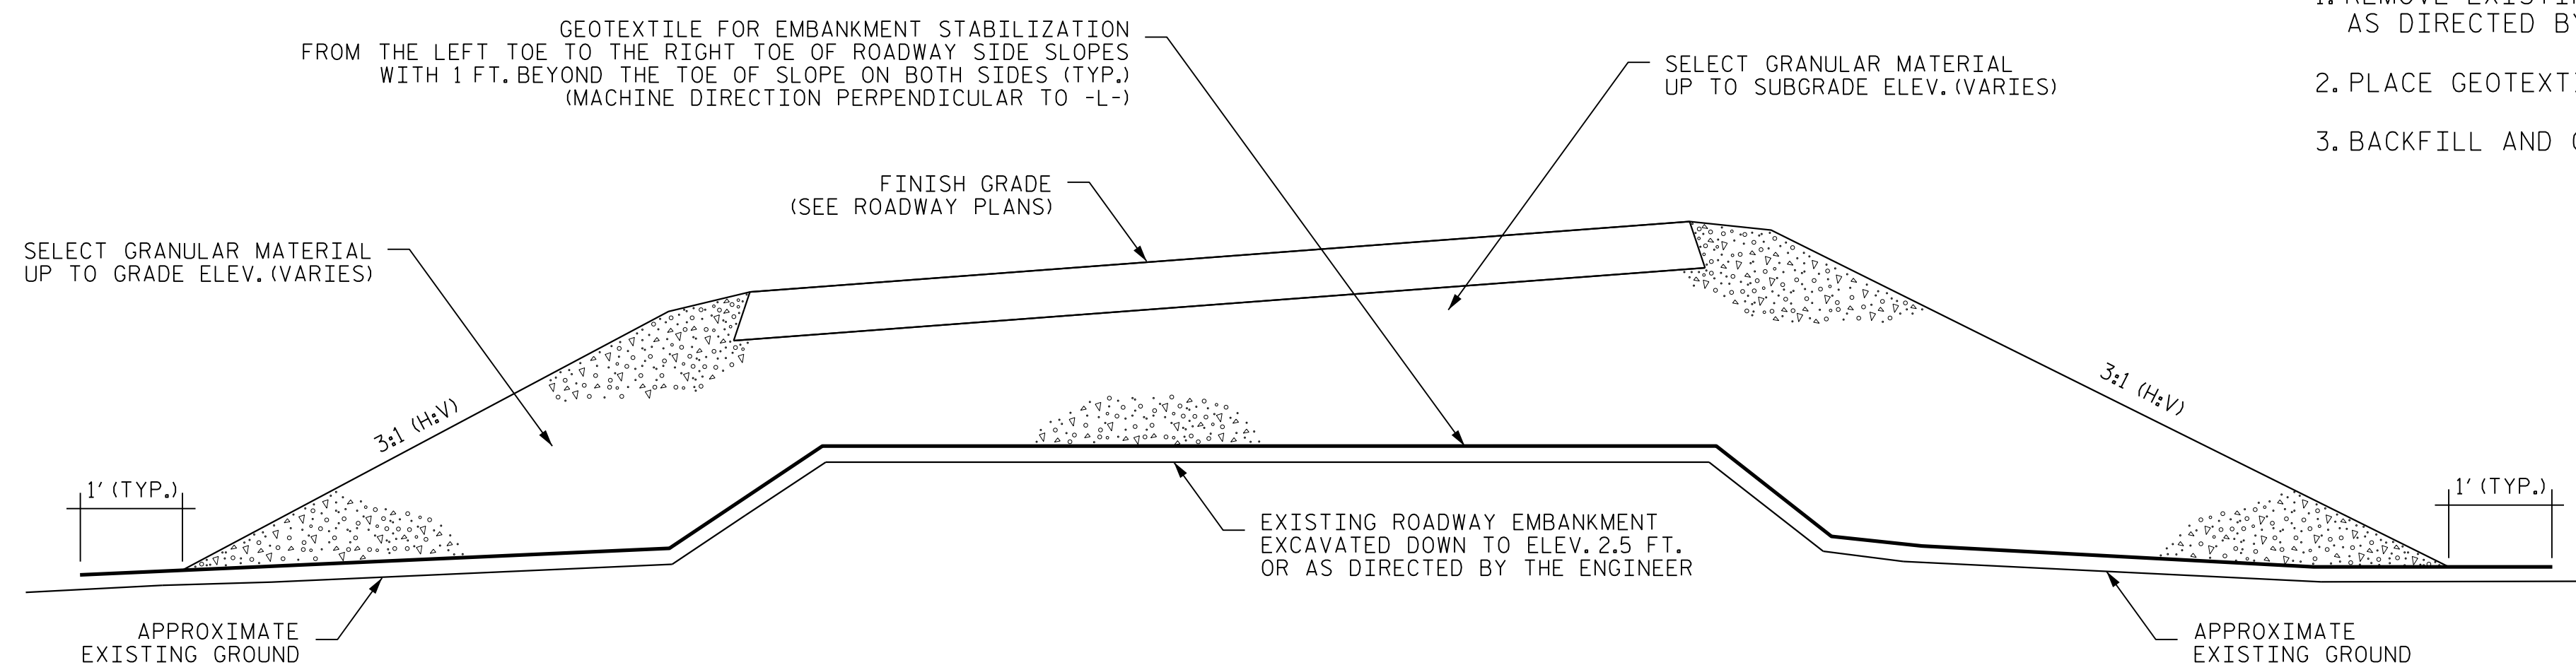 GEOTEXTILE FOR EMBANKMENT STABILIZATION
FROM THE LEFT TOE TO THE RIGHT TOE OF ROADWAY SIDE SLOPES
WITH 1 FT. BEYOND THE TOE OF SLOPE ON BOTH SIDES (TYP.)
(MACHINE DIRECTION PERPENDICULAR TO -L-)
SELECT GRANULAR MATERIAL
UP TO SUBGRADE ELEV. (VARIES)
AS DIRECTED BY
2. PLACE
3. BACKFILL AND
FINISH GRADE
(SEE ROADWAY PLANS)
SELECT GRANULAR MATERIAL
UP TO GRADE ELEV. (VARIES)
3:1 (H:V)
3:1 (H:V)
1' (TYP.)
1' (TYP.)
EXISTING ROADWAY EMBANKMENT
EXCAVATED DOWN TO ELEV. 2.5 FT.
OR AS DIRECTED BY THE ENGINEER
APPROXIMATE
EXISTING GROUND
APPROXIMATE
EXISTING GROUND